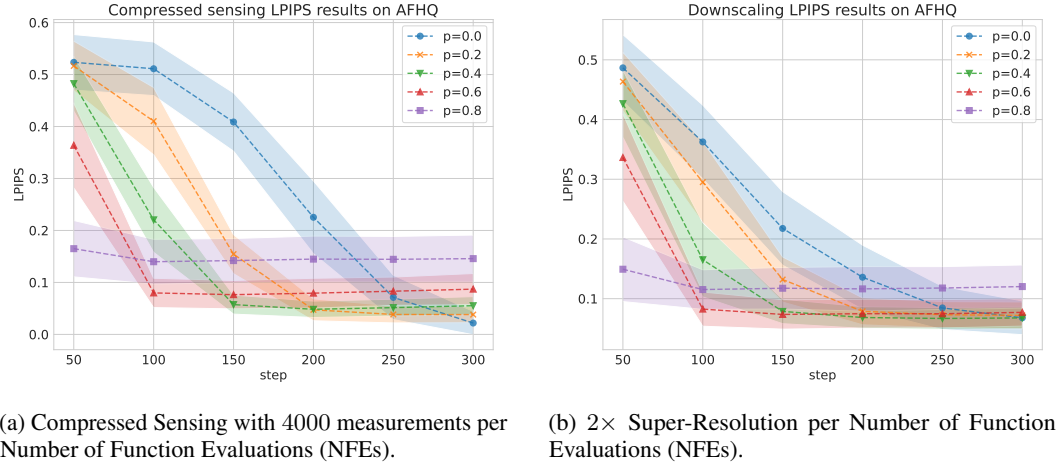 Compressed sensing LPIPS results on AFHQ
0.6
0.5
0.4
0.3
0.2
0.1
0.0
LPIPS
p=0.0
p=0.2
p=0.4
p=0.6
p=0.8
50 100 150 200 250 300
step
Downscaling LPIPS results on AFHQ
0.5
0.4
0.3
0.2
0.1
LPIPS
p=0.0
p=0.2
p=0.4
p=0.6
p=0.8
50 100 150 200 250 300
step
(a) Compressed Sensing with 4000 measurements per
Number of Function Evaluations (NFEs).
(b) 2× Super-Resolution per Number of Function
Evaluations (NFEs).